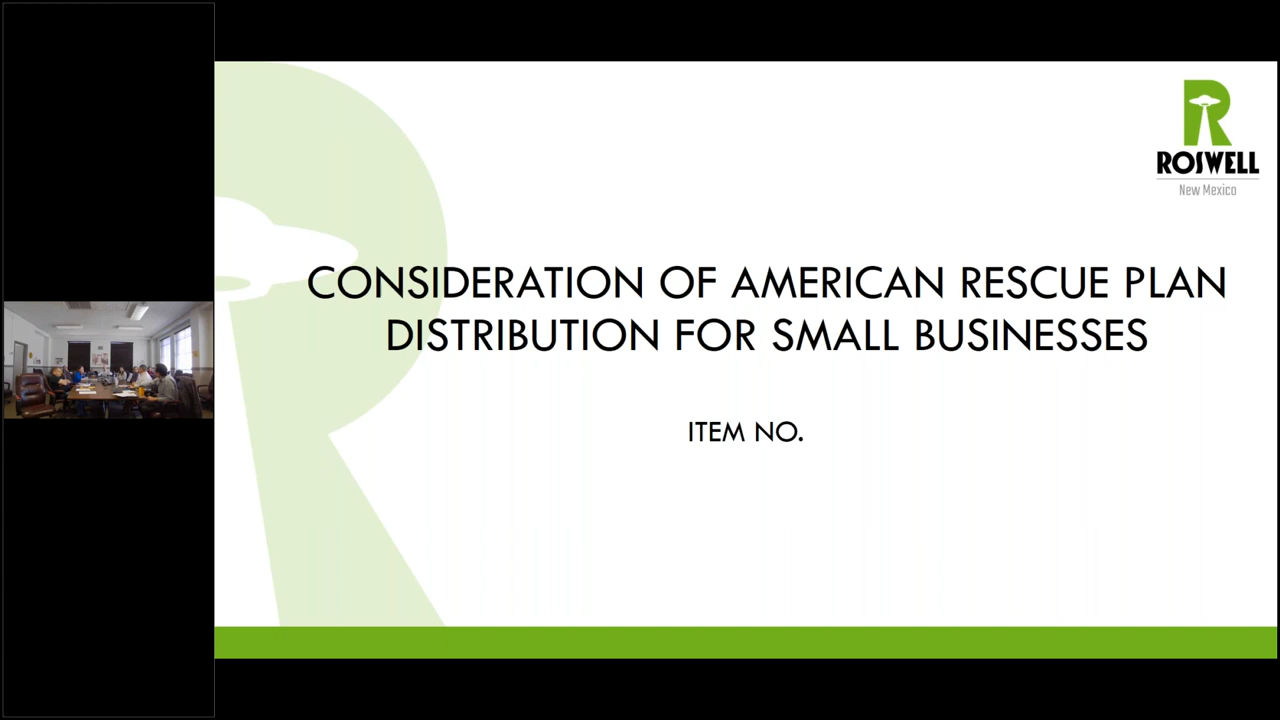 ROSWELL
New Mexico
CONSIDERATION OF AMERICAN RESCUE PLAN
DISTRIBUTION FOR SMALL BUSINESSES
ITEM NO.